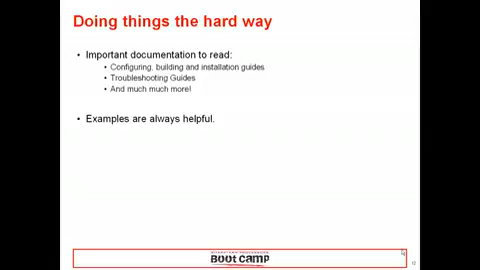 Doing things the hard way
• Important documentation to read:
• Configuring, building and installation guides
• Troubleshooting Guides
• And much much more!
• Examples are always helpful.
Boot Camp